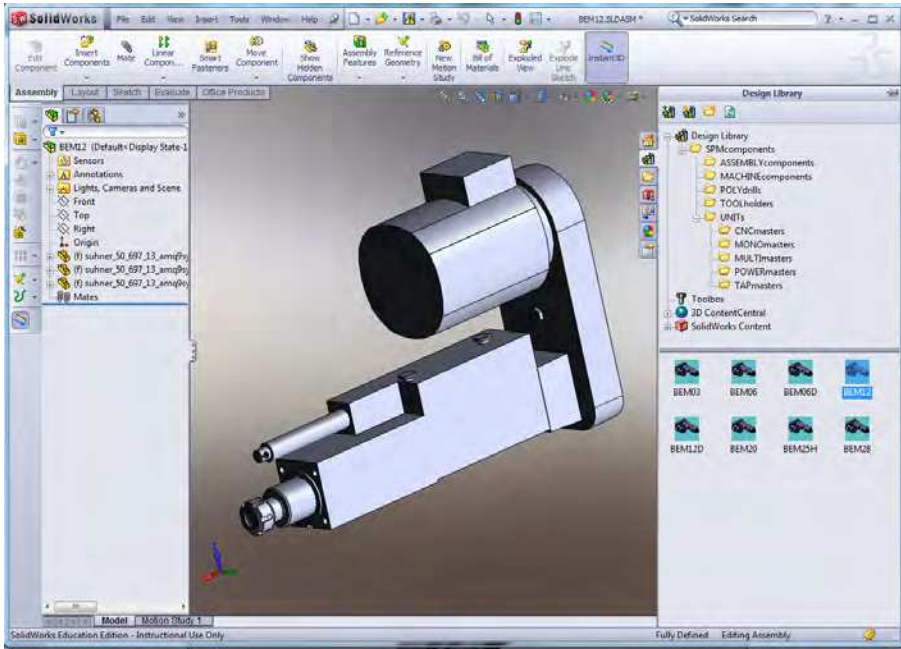 SolidWorks File Edit View Insert Tools Window Help BEM12.SLDASM * SolidWorks Search
Edit Component
Insert Components
Mate
Linear Compon...
Smart Fasteners
Move Component
Show Hidden Components
Assembly Features
Reference Geometry
New Motion Study
Bill of Materials
Exploded View
Explode Line Sketch
Instant3D
Assembly Layout Sketch Evaluate Office Products
Design Library
BEM12 (Default<Display State-1
Sensors
Annotations
Lights, Cameras and Scene
Front
Top
Right
Origin
(f) suhner_50_697_13_amq9sy
(f) suhner_50_697_13_amq9sy
(f) suhner_50_697_13_amq9sy
Mates
Design Library
SPMcomponents
ASSEMBLYcomponents
MACHINEcomponents
POLYdrills
TOOLholders
UNITs
CNCmasters
MONOmasters
MULTImasters
POWERmasters
TAPmasters
Toolbox
3D ContentCentral
SolidWorks Content
BEM03 BEM06 BEM06D BEM12
BEM12D BEM20 BEM25H BEM28
Model Motion Study 1
SolidWorks Education Edition - Instructional Use Only Fully Defined Editing Assembly